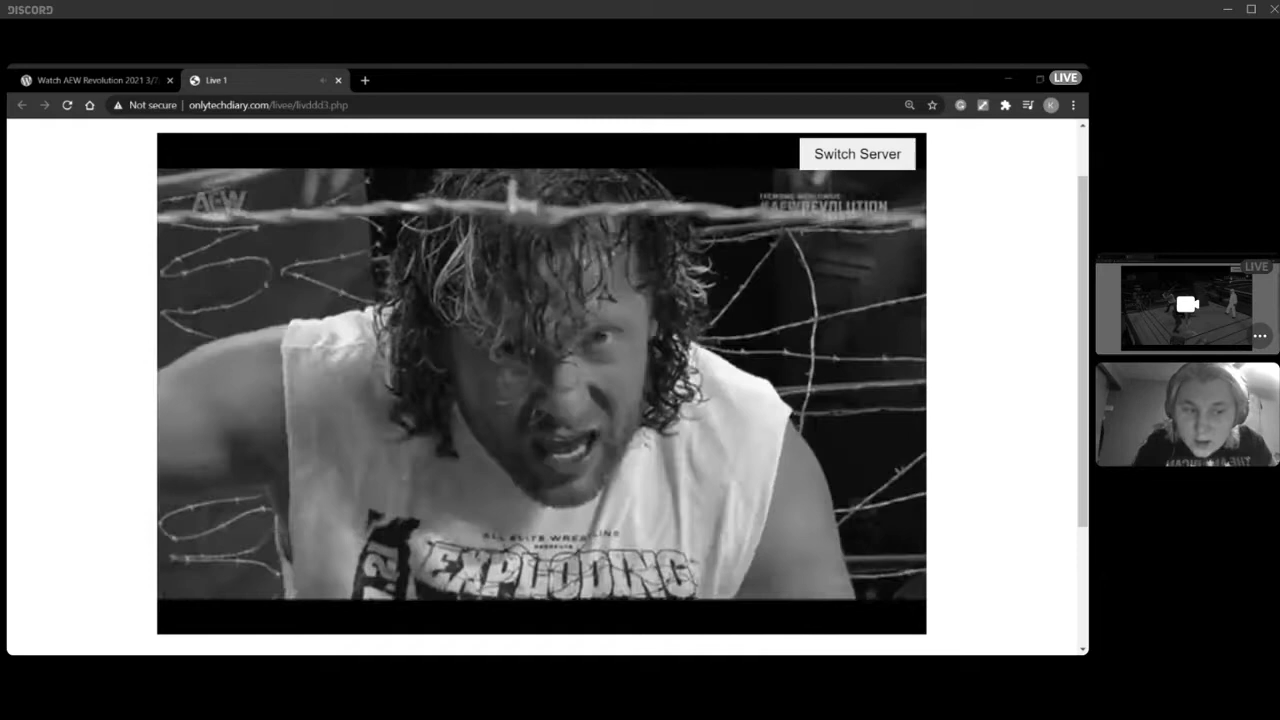 DISCORD
Watch AEW Revolution 2021 3/7
Live 1
LIVE
Not secure
onlytechdiary.com/livee/livddd3.php
K
Switch Server
AEW
REVOLUTION
LIVE
ALL ELITE WRESTLING
EXPLODING